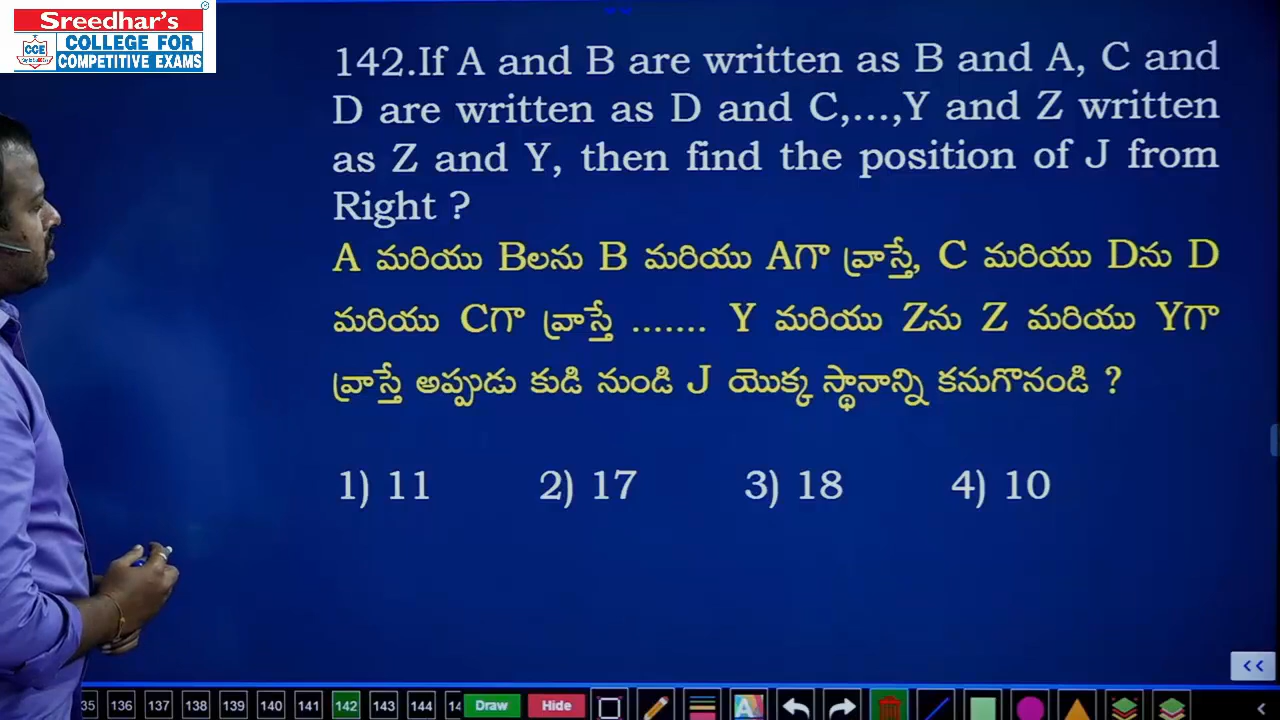 Sreedhar's
CCE
COLLEGE FOR
COMPETITIVE EXAMS
142.If A and B are written as B and A, C and
D are written as D and C,...,Y and Z written
as Z and Y, then find the position of J from
Right ?
A మరియు Bలను B మరియు Aగా వ్రాస్తే, C మరియు Dను D
మరియు Cగా వ్రాస్తే ....... Y మరియు Zను Z మరియు Yగా
వ్రాస్తే అప్పుడు కుడి నుండి J యొక్క స్థానాన్ని కనుగొనండి ?
1) 11 2) 17 3) 18 4) 10
<<
35 136 137 138 139 140 141 142 143 144 14 Draw Hide A <